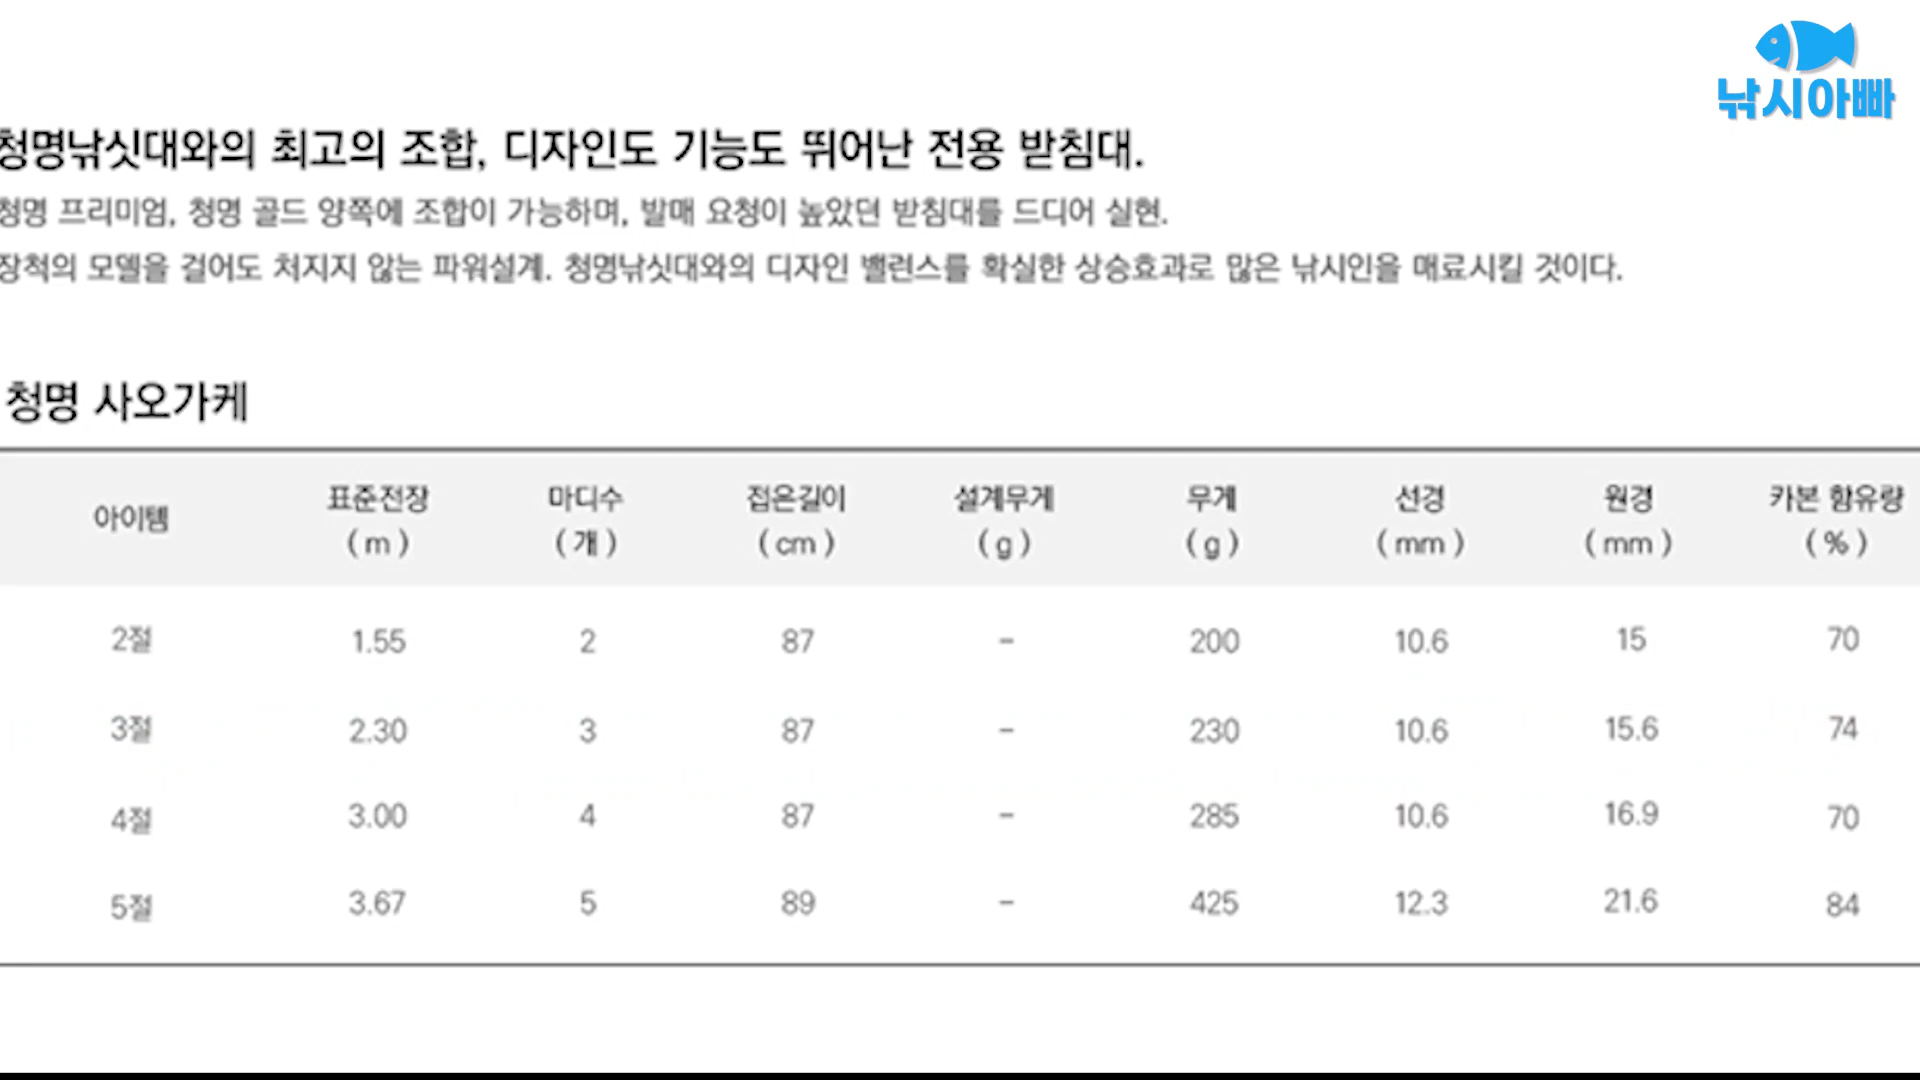 낚시아빠
청명낚싯대와의 최고의 조합, 디자인도 기능도 뛰어난 전용 받침대.
청명 프리미엄, 청명 골드 양쪽에 조합이 가능하며, 발매 요청이 높았던 받침대를 드디어 실현.
장척의 모델을 걸어도 처지지 않는 파워설계. 청명낚싯대와의 디자인 밸런스를 확실한 상승효과로 많은 낚시인을 매료시킬 것이다.
청명 사오가케
아이템 표준전장 마디수 접은길이 설계무게 무게 선경 원경 카본 함유량
( m ) ( 개 ) ( cm ) ( g ) ( g ) ( mm ) ( mm ) ( % )
2절 1.55 2 87 – 200 10.6 15 70
3절 2.30 3 87 – 230 10.6 15.6 74
4절 3.00 4 87 – 285 10.6 16.9 70
5절 3.67 5 89 – 425 12.3 21.6 84